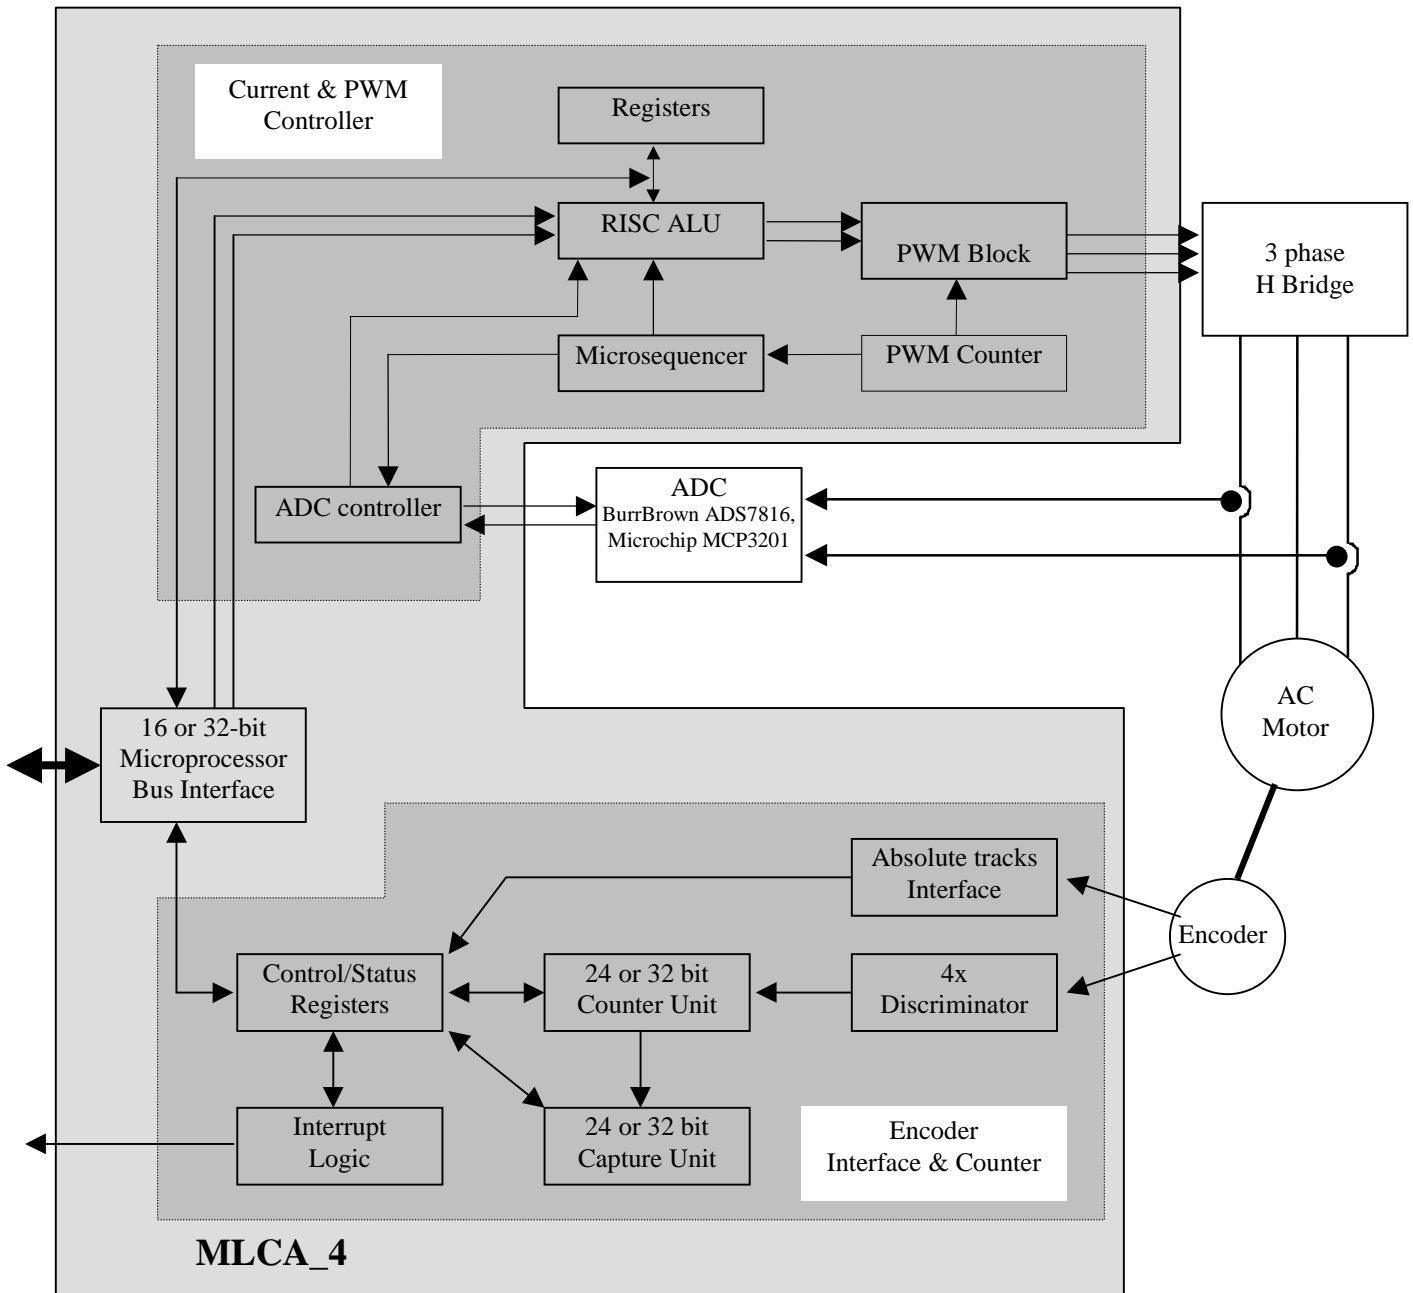 Current & PWM
Controller
Registers
RISC ALU
PWM Block
3 phase
H Bridge
Microsequencer
PWM Counter
ADC controller
ADC
BurrBrown ADS7816,
Microchip MCP3201
AC
Motor
16 or 32-bit
Microprocessor
Bus Interface
Absolute tracks
Interface
Encoder
Control/Status
Registers
24 or 32 bit
Counter Unit
4x
Discriminator
Interrupt
Logic
24 or 32 bit
Capture Unit
Encoder
Interface & Counter
MLCA_4